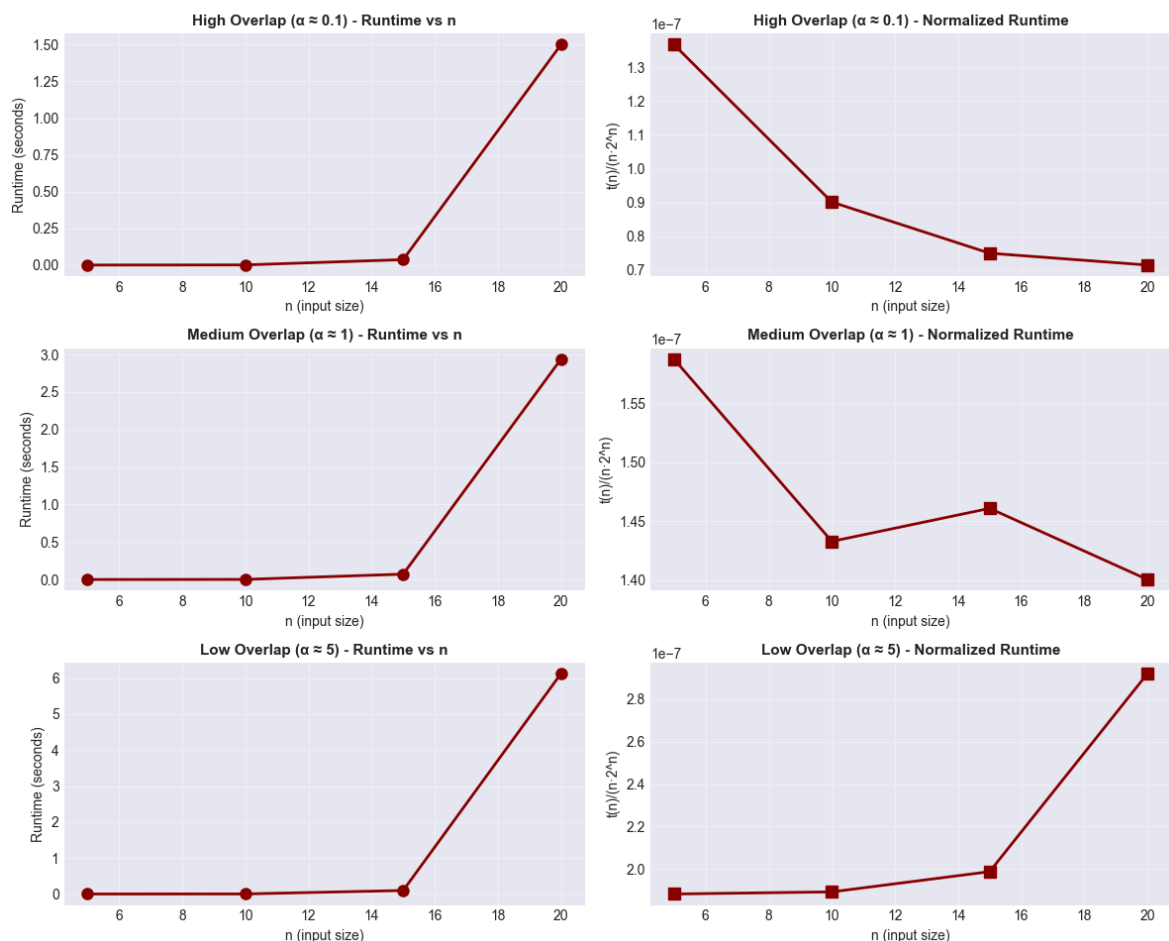 High Overlap (α ≈ 0.1) - Runtime vs n
Runtime (seconds)
1.50
1.25
1.00
0.75
0.50
0.25
0.00
6 8 10 12 14 16 18 20
n (input size)
High Overlap (α ≈ 0.1) - Normalized Runtime
1e−7
t(n)/(n·2^n)
1.3
1.2
1.1
1.0
0.9
0.8
0.7
6 8 10 12 14 16 18 20
n (input size)
Medium Overlap (α ≈ 1) - Runtime vs n
Runtime (seconds)
3.0
2.5
2.0
1.5
1.0
0.5
0.0
6 8 10 12 14 16 18 20
n (input size)
Medium Overlap (α ≈ 1) - Normalized Runtime
1e−7
t(n)/(n·2^n)
1.55
1.50
1.45
1.40
6 8 10 12 14 16 18 20
n (input size)
Low Overlap (α ≈ 5) - Runtime vs n
Runtime (seconds)
6
5
4
3
2
1
0
6 8 10 12 14 16 18 20
n (input size)
Low Overlap (α ≈ 5) - Normalized Runtime
1e−7
t(n)/(n·2^n)
2.8
2.6
2.4
2.2
2.0
6 8 10 12 14 16 18 20
n (input size)